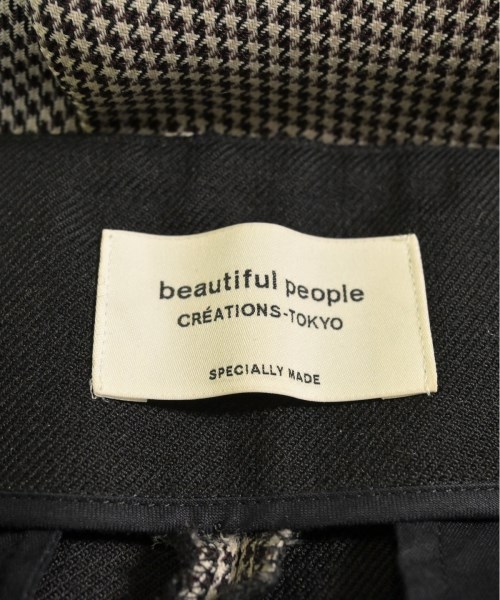 beautiful people
CRÉATIONS-TOKYO
SPECIALLY MADE